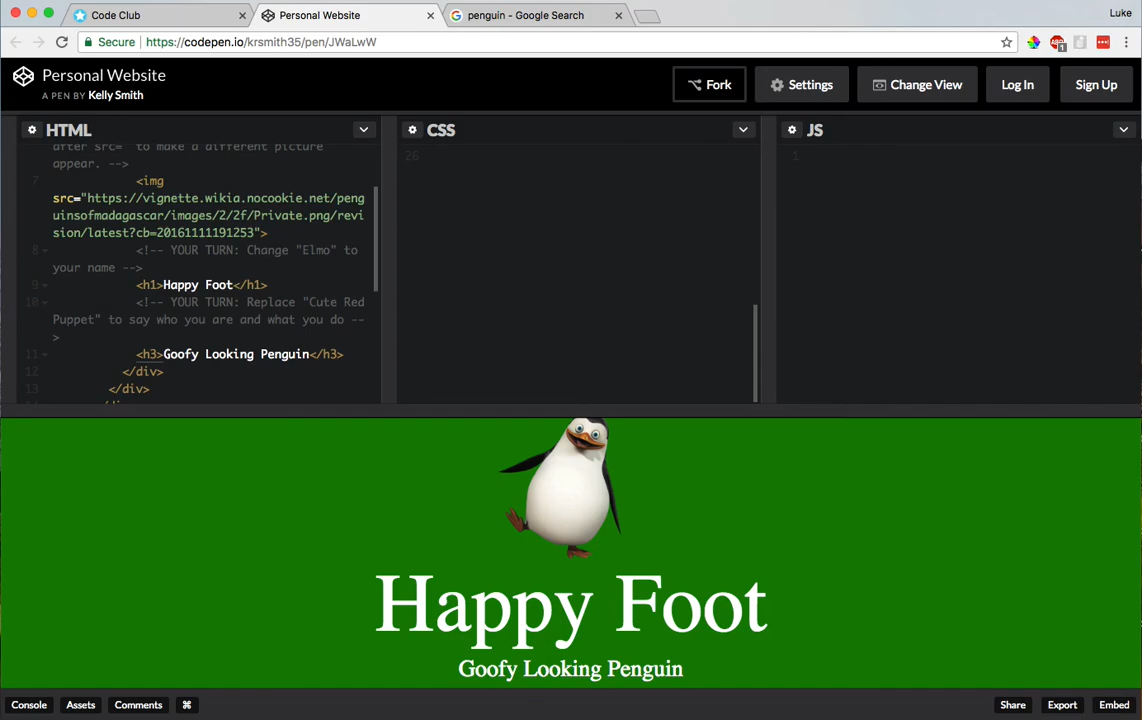 Code Club
Personal Website
penguin - Google Search
Luke
Secure
https://codepen.io/krsmith35/pen/JWaLwW
1
Personal Website
A PEN BY Kelly Smith
Fork
Settings
Change View
Log In
Sign Up
HTML
after src= to make a different picture
appear. -->
7 <img
src="https://vignette.wikia.nocookie.net/peng
uinsofmadagascar/images/2/2f/Private.png/revi
sion/latest?cb=20161111191253">
8 <!-- YOUR TURN: Change "Elmo" to
your name -->
9 <h1>Happy Foot</h1>
10 <!-- YOUR TURN: Replace "Cute Red
Puppet" to say who you are and what you do --
>
11 <h3>Goofy Looking Penguin</h3>
12 </div>
13 </div>
CSS
26
JS
1
Happy Foot
Goofy Looking Penguin
Console
Assets
Comments
⌘
Share
Export
Embed